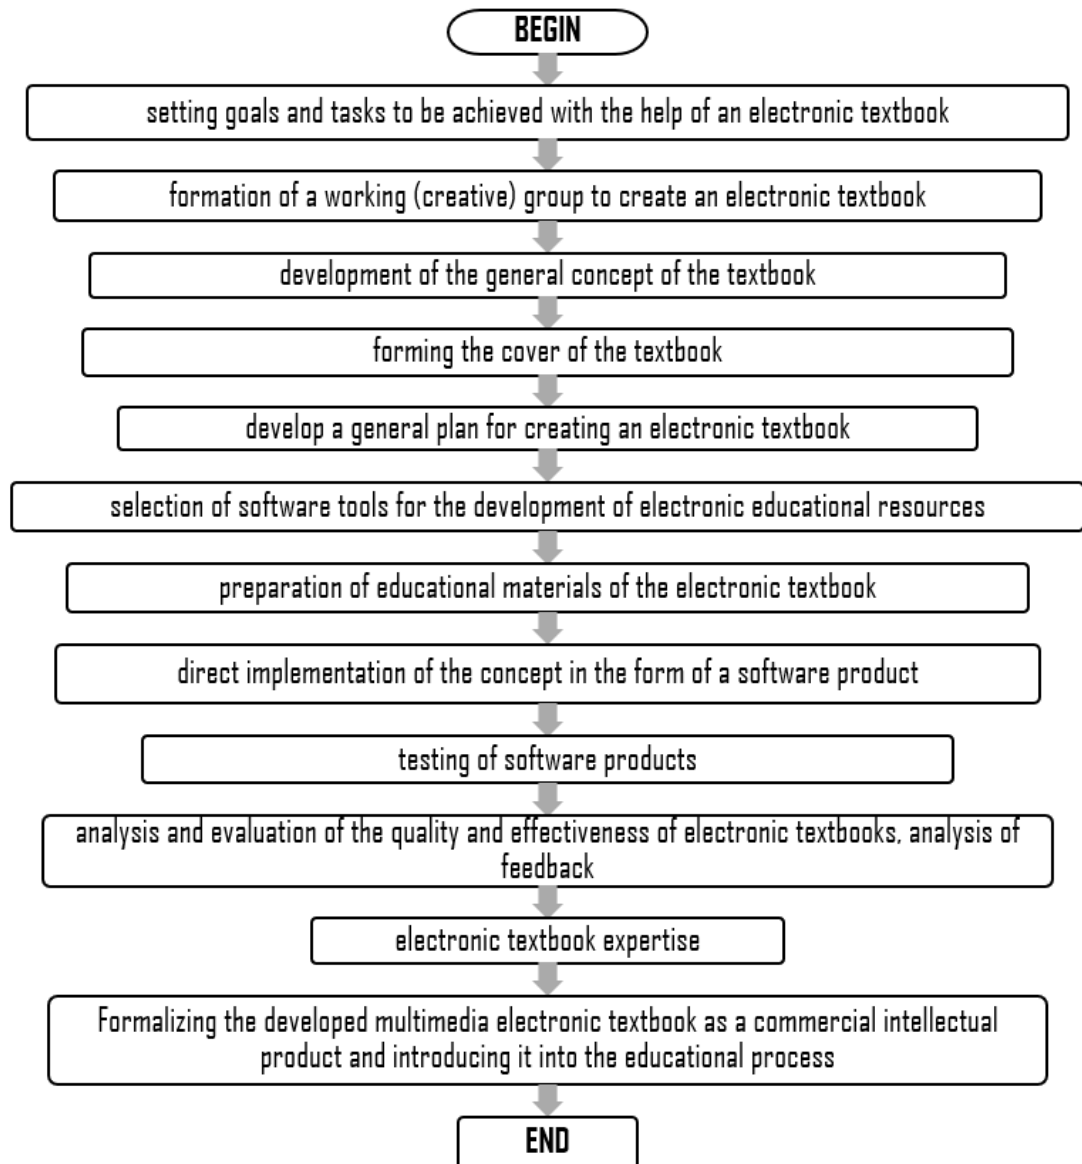 BEGIN
setting goals and tasks to be achieved with the help of an electronic textbook
formation of a working (creative) group to create an electronic textbook
development of the general concept of the textbook
forming the cover of the textbook
develop a general plan for creating an electronic textbook
selection of software tools for the development of electronic educational resources
preparation of educational materials of the electronic textbook
direct implementation of the concept in the form of a software product
testing of software products
analysis and evaluation of the quality and effectiveness of electronic textbooks, analysis of
feedback
electronic textbook expertise
Formalizing the developed multimedia electronic textbook as a commercial intellectual
product and introducing it into the educational process
END